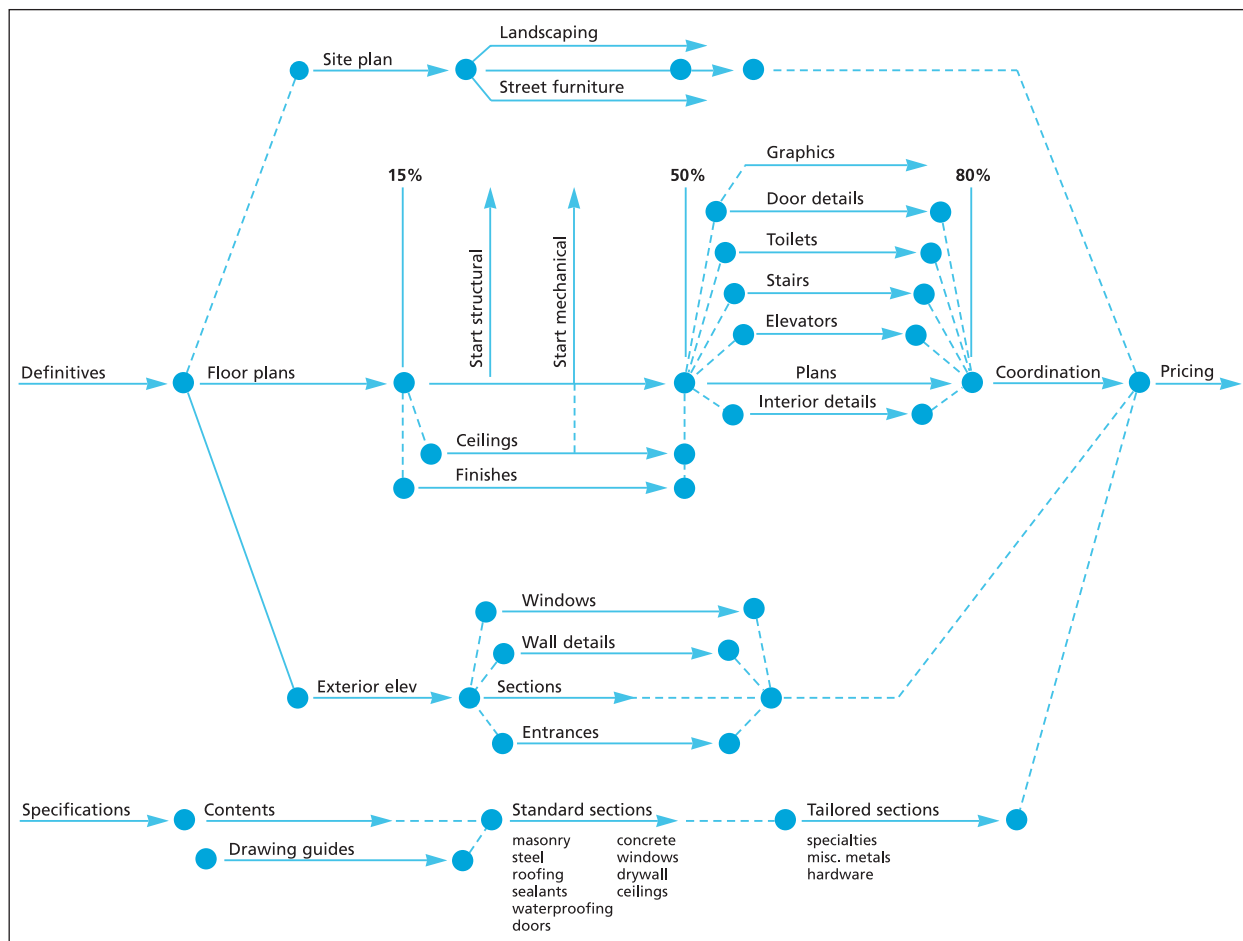 Landscaping
Site plan
Street furniture
Graphics
15%
50%
80%
Door details
Toilets
Start structural
Start mechanical
Stairs
Elevators
Definitives
Floor plans
Plans
Coordination
Pricing
Interior details
Ceilings
Finishes
Windows
Wall details
Exterior elev
Sections
Entrances
Specifications
Contents
Standard sections
Tailored sections
masonry
concrete
specialties
steel
windows
misc. metals
roofing
drywall
hardware
sealants
ceilings
waterproofing
doors
Drawing guides